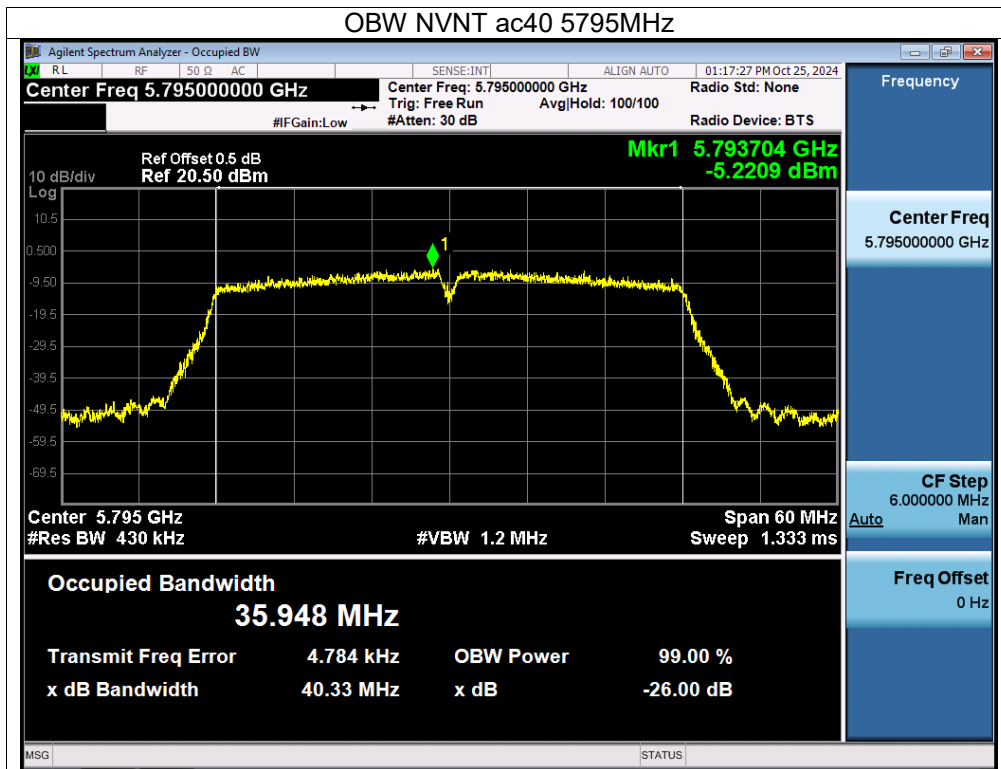 OBW NVNT ac40 5795MHz
Agilent Spectrum Analyzer - Occupied BW
LXI RL RF 50 Ω AC SENSE:INT ALIGN AUTO 01:17:27 PM Oct 25, 2024
Center Freq 5.795000000 GHz
Center Freq: 5.795000000 GHz
Radio Std: None
Trig: Free Run Avg|Hold: 100/100
#IFGain:Low
#Atten: 30 dB
Radio Device: BTS
Frequency
Mkr1 5.793704 GHz
-5.2209 dBm
Ref Offset 0.5 dB
10 dB/div Ref 20.50 dBm
Log
10.5
0.500
-9.50
-19.5
-29.5
-39.5
-49.5
-59.5
-69.5
1
Center 5.795 GHz Span 60 MHz
#Res BW 430 kHz #VBW 1.2 MHz Sweep 1.333 ms
Center Freq
5.795000000 GHz
CF Step
6.000000 MHz
Auto Man
Freq Offset
0 Hz
Occupied Bandwidth
35.948 MHz
Transmit Freq Error 4.784 kHz OBW Power 99.00 %
x dB Bandwidth 40.33 MHz x dB -26.00 dB
MSG STATUS